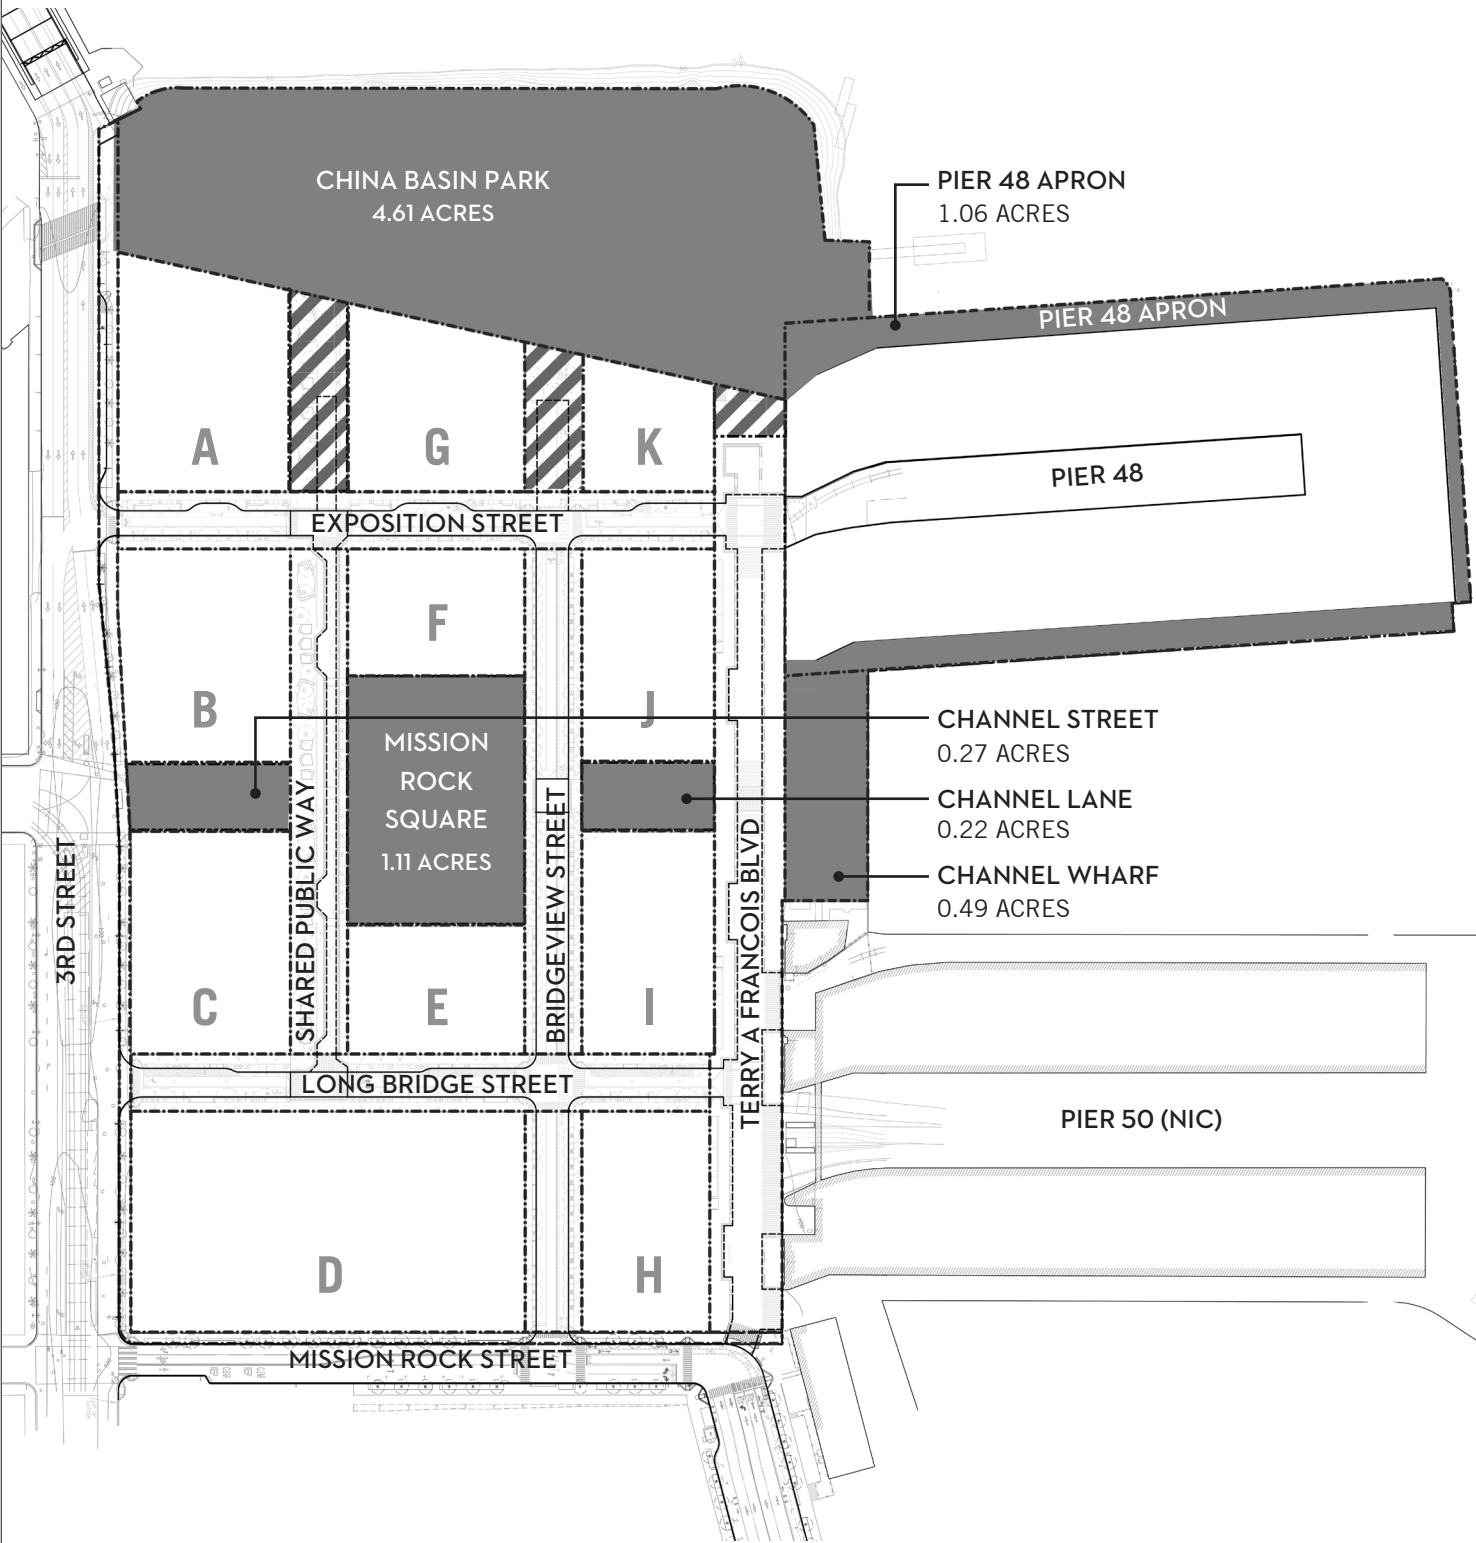 CHINA BASIN PARK
4.61 ACRES
PIER 48 APRON
1.06 ACRES
PIER 48 APRON
A
G
K
PIER 48
EXPOSITION STREET
F
B
J
CHANNEL STREET
0.27 ACRES
MISSION
ROCK
SQUARE
1.11 ACRES
CHANNEL LANE
0.22 ACRES
CHANNEL WHARF
0.49 ACRES
3RD STREET
SHARED PUBLIC WAY
BRIDGEVIEW STREET
TERRY A FRANCOIS BLVD
C
E
I
LONG BRIDGE STREET
PIER 50 (NIC)
D
H
MISSION ROCK STREET